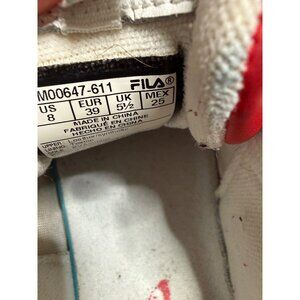 M00647-611 FILA®
US EUR UK MEX
8 39 5½ 25
MADE IN CHINA
FABRIQUÉ EN CHINE
HECHO EN CHINA
UPPER
LINING